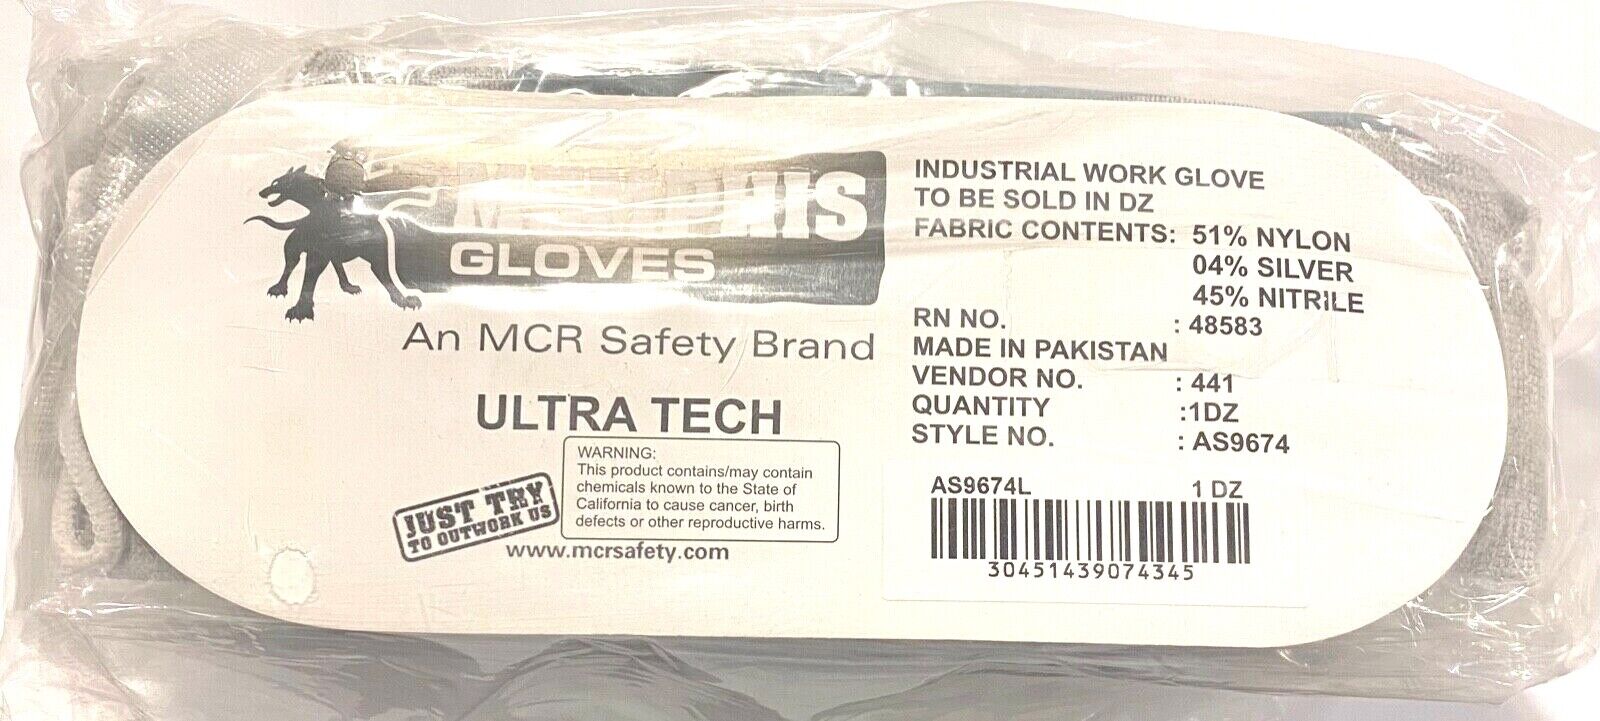 MEMPHIS
GLOVES
An MCR Safety Brand
ULTRA TECH
WARNING:
This product contains/may contain
chemicals known to the State of
California to cause cancer, birth
defects or other reproductive harms.
JUST TRY
TO OUTWORK US
www.mcrsafety.com
INDUSTRIAL WORK GLOVE
TO BE SOLD IN DZ
FABRIC CONTENTS: 51% NYLON
04% SILVER
45% NITRILE
RN NO. : 48583
MADE IN PAKISTAN
VENDOR NO. : 441
QUANTITY :1DZ
STYLE NO. : AS9674
AS9674L 1 DZ
30451439074345